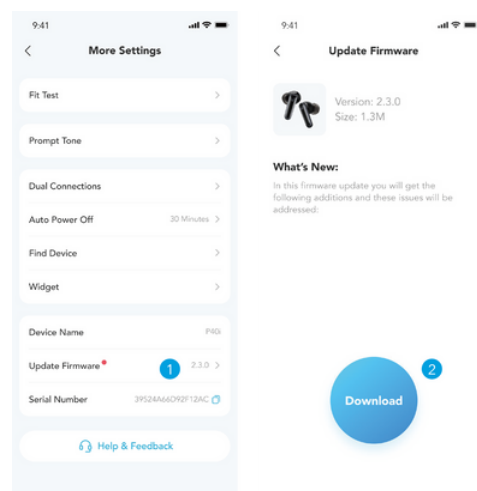 9:41
More Settings
Fit Test
Prompt Tone
Dual Connections
Auto Power Off 30 Minutes
Find Device
Widget
Device Name P40i
Update Firmware 1 2.3.0
Serial Number 39524A66D92F12AC
Help & Feedback
9:41
Update Firmware
Version: 2.3.0
Size: 1.3M
What's New:
In this firmware update you will get the
following additions and these issues will be
addressed:
2
Download